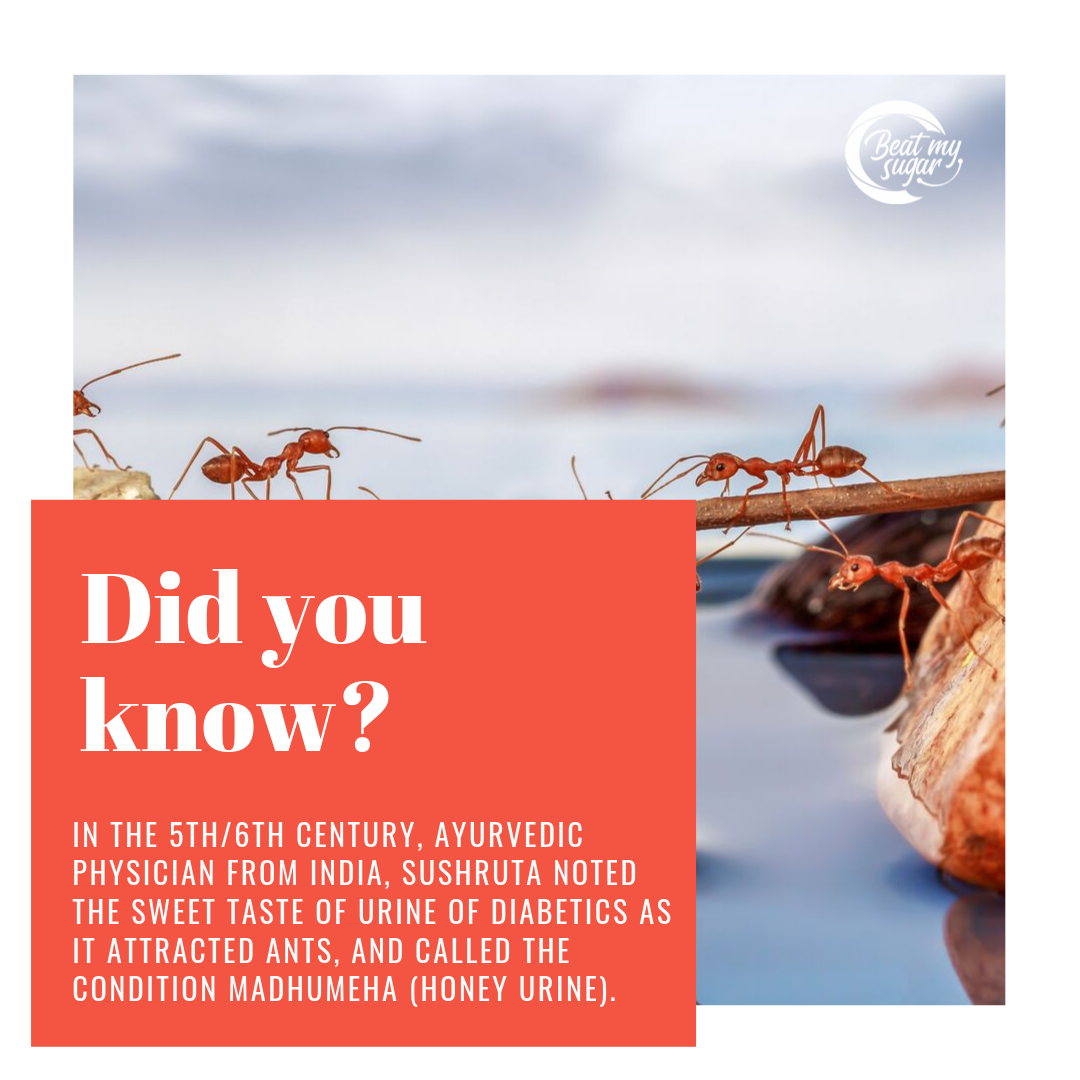 Beat my
sugar
Did you
know?
IN THE 5TH/6TH CENTURY, AYURVEDIC
PHYSICIAN FROM INDIA, SUSHRUTA NOTED
THE SWEET TASTE OF URINE OF DIABETICS AS
IT ATTRACTED ANTS, AND CALLED THE
CONDITION MADHUMEHA (HONEY URINE).